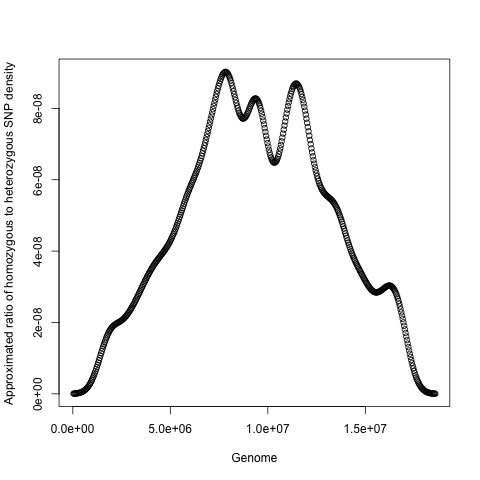 Approximated ratio of homozygous to heterozygous SNP density
8e-08
6e-08
4e-08
2e-08
0e+00
0.0e+00 5.0e+06 1.0e+07 1.5e+07
Genome